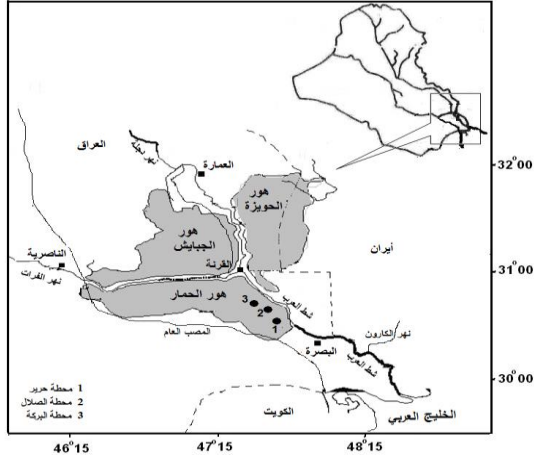 العراق
نهر دجلة
العمارة
32°00
هور
الحويزة
هور
الجبايش
أيران
الناصرية
نهر الفرات
القرنة
31°00
هور الحمار
شط العرب
3
2
1
المصب العام
نهر الكارون
البصرة
شط العرب
30°00
1 محطة حرير
2 محطة الصلال
3 محطة البركة
الكويت
الخليج العربي
46°15
47°15
48°15